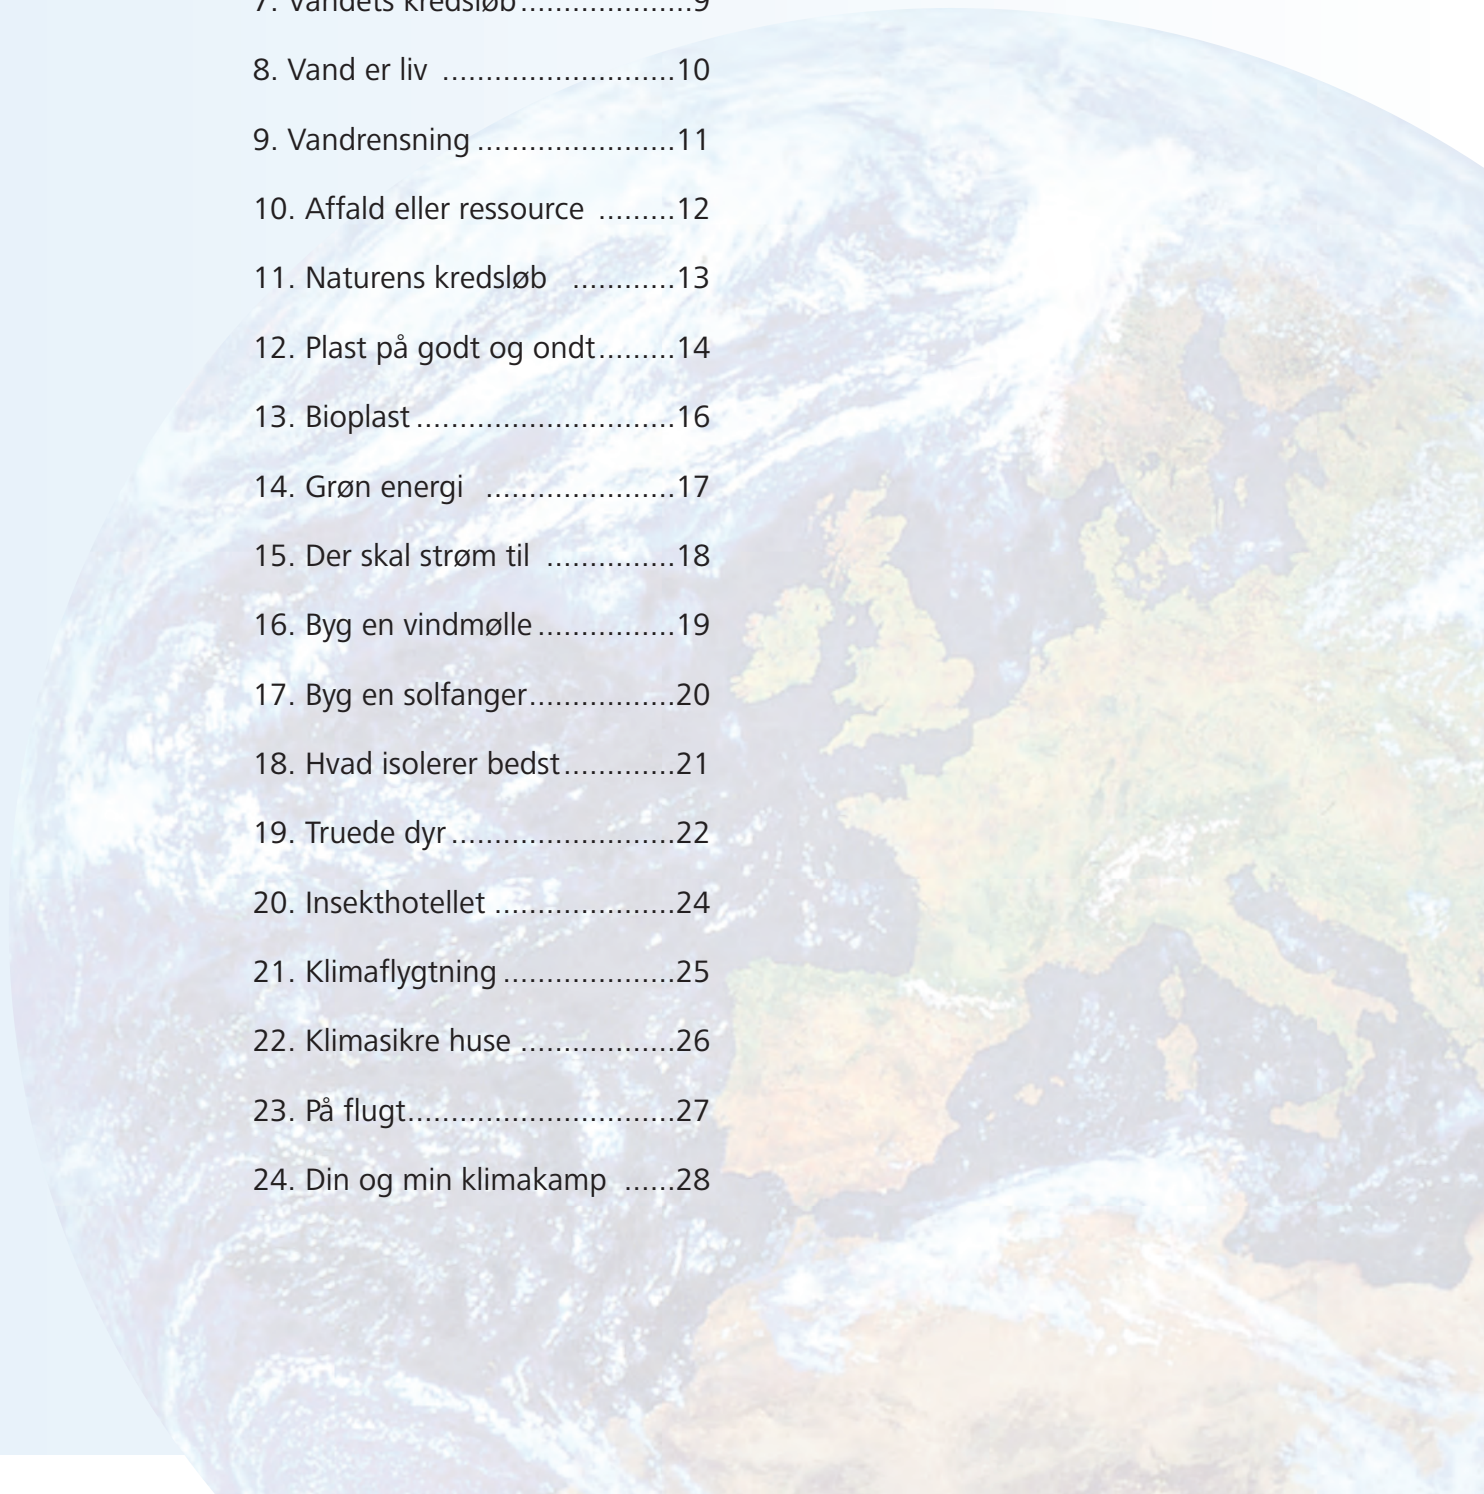 7. Vandets kredsløb....................9
8. Vand er liv ...........................10
9. Vandrensning .......................11
10. Affald eller ressource .........12
11. Naturens kredsløb ............13
12. Plast på godt og ondt.........14
13. Bioplast ..............................16
14. Grøn energi ......................17
15. Der skal strøm til ...............18
16. Byg en vindmølle ................19
17. Byg en solfanger.................20
18. Hvad isolerer bedst.............21
19. Truede dyr ..........................22
20. Insekthotellet .....................24
21. Klimaflygtning ....................25
22. Klimasikre huse ..................26
23. På flugt...............................27
24. Din og min klimakamp ......28